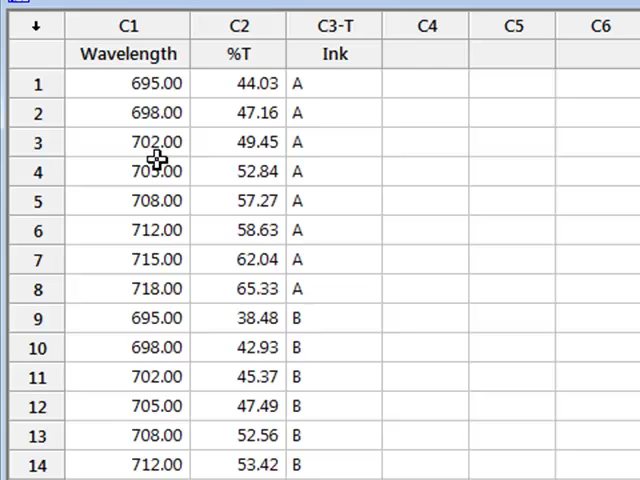 C1 C2 C3-T C4 C5 C6
Wavelength %T Ink
1 695.00 44.03 A
2 698.00 47.16 A
3 702.00 49.45 A
4 705.00 52.84 A
5 708.00 57.27 A
6 712.00 58.63 A
7 715.00 62.04 A
8 718.00 65.33 A
9 695.00 38.48 B
10 698.00 42.93 B
11 702.00 45.37 B
12 705.00 47.49 B
13 708.00 52.56 B
14 712.00 53.42 B